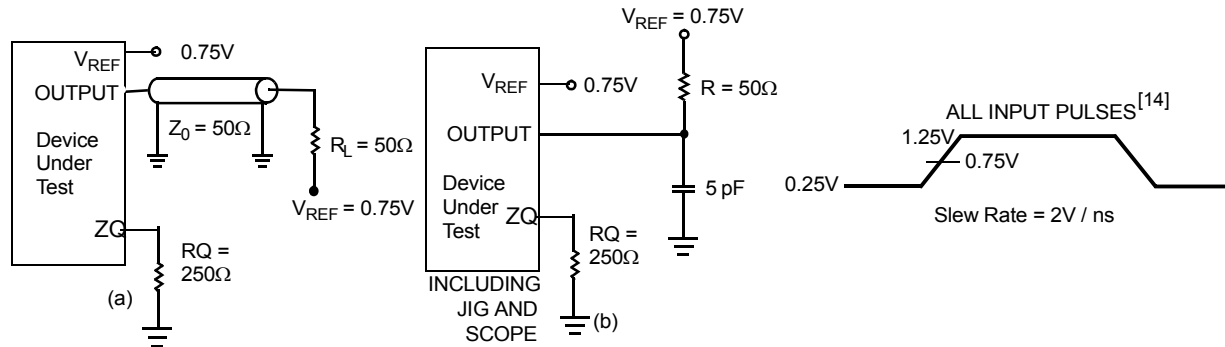 V_REF 0.75V
OUTPUT
Z_0 = 50Ω
Device
Under
Test
R_L = 50Ω
V_REF = 0.75V
ZQ
RQ =
250Ω
(a)
V_REF = 0.75V
R = 50Ω
V_REF 0.75V
OUTPUT
Device
Under
Test
5 pF
ZQ
RQ =
250Ω
INCLUDING
JIG AND
SCOPE
(b)
ALL INPUT PULSES[14]
1.25V
0.75V
0.25V
Slew Rate = 2V / ns